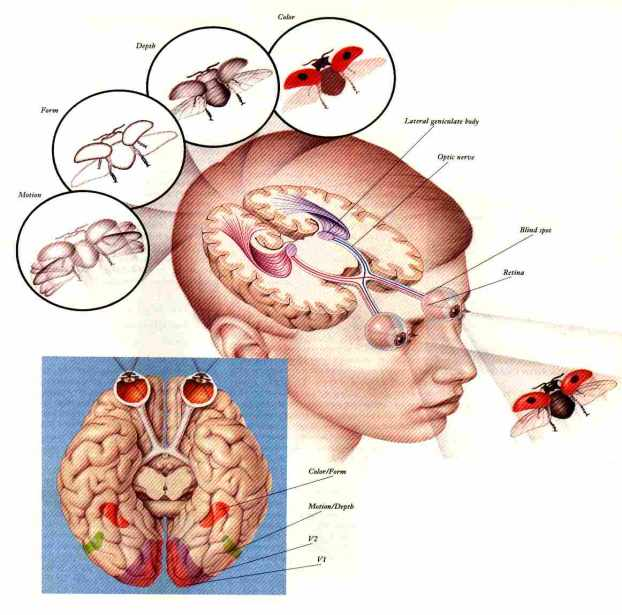 Color
Depth
Form
Motion
Lateral geniculate body
Optic nerve
Blind spot
Retina
Color/Form
Motion/Depth
V2
V1